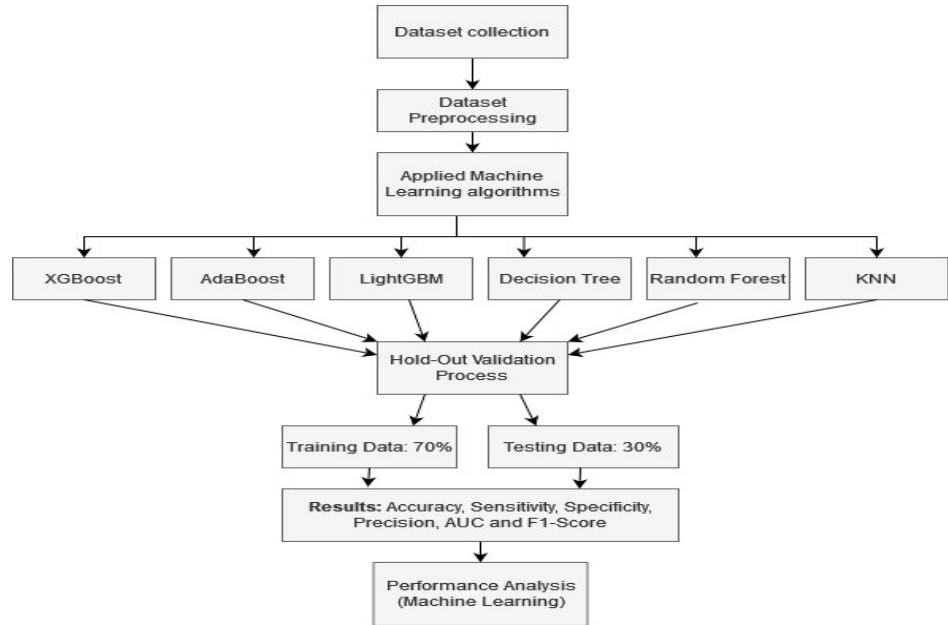 Dataset collection
Dataset
Preprocessing
Applied Machine
Learning algorithms
XGBoost
AdaBoost
LightGBM
Decision Tree
Random Forest
KNN
Hold-Out Validation
Process
Training Data: 70%
Testing Data: 30%
Results: Accuracy, Sensitivity, Specificity,
Precision, AUC and F1-Score
Performance Analysis
(Machine Learning)